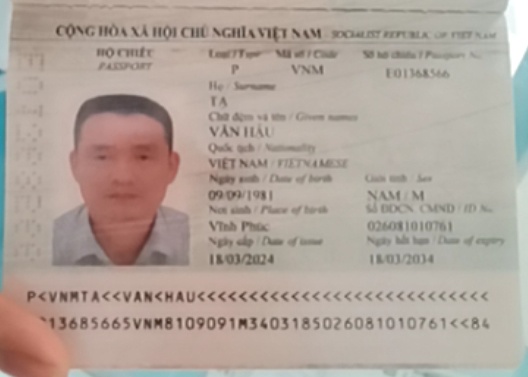 CỘNG HÒA XÃ HỘI CHỦ NGHĨA VIỆT NAM SOCIALIST REPUBLIC OF VIET NAM
HỘ CHIẾU Loại / Type Mã số / Code Số hộ chiếu / Passport No
PASSPORT P VNM E01368566
Họ / Surname
TẠ
Chữ đệm và tên / Given names
VĂN HẬU
Quốc tịch / Nationality
VIỆT NAM / VIETNAMESE
Ngày sinh / Date of birth Giới tính / Sex
09/09/1981 NAM / M
Nơi sinh / Place of birth Số ĐDCN, CMND / ID No
Vĩnh Phúc 026081010761
Ngày cấp / Date of issue Ngày hết hạn / Date of expiry
18/03/2024 18/03/2034
P<VNMTA<<VAN<HAU<<<<<<<<<<<<<<<<<<<<<<<<<<<<
13685665VNM8109091M3403185026081010761<<84